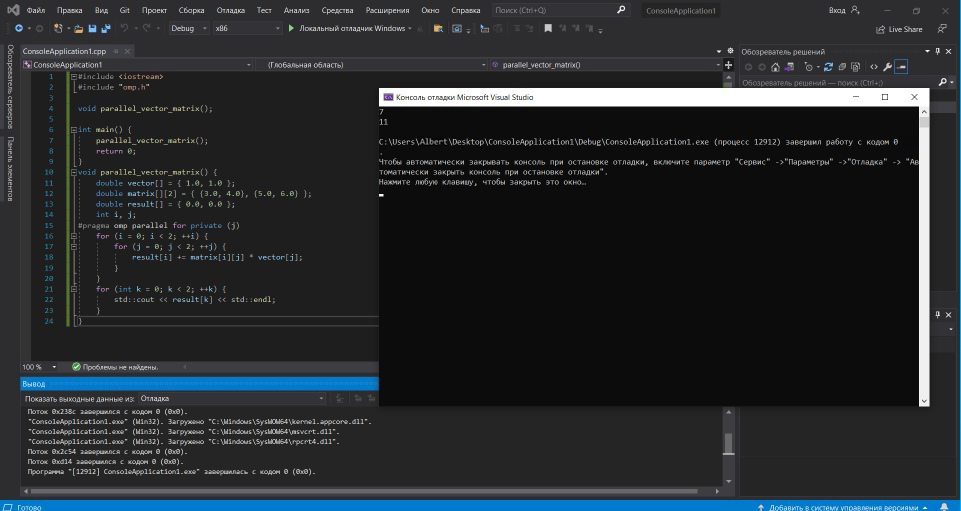 Файл Правка Вид Git Проект Сборка Отладка Тест Анализ Средства Расширения Окно Справка Поиск (Ctrl+Q) ConsoleApplication1 Вход
Debug x86 Локальный отладчик Windows Live Share
Обозреватель серверов
Панель элементов
ConsoleApplication1.cpp
ConsoleApplication1 (Глобальная область) parallel_vector_matrix()
1 #include <iostream>
2 #include "omp.h"
3
4 void parallel_vector_matrix();
5
6 int main() {
7 parallel_vector_matrix();
8 return 0;
9 }
10 void parallel_vector_matrix() {
11 double vector[] = { 1.0, 1.0 };
12 double matrix[][2] = { {3.0, 4.0}, {5.0, 6.0} };
13 double result[] = { 0.0, 0.0 };
14 int i, j;
15 #pragma omp parallel for private (j)
16 for (i = 0; i < 2; ++i) {
17 for (j = 0; j < 2; ++j) {
18 result[i] += matrix[i][j] * vector[j];
19 }
20 }
21 for (int k = 0; k < 2; ++k) {
22 std::cout << result[k] << std::endl;
23 }
24 }
100 % Проблемы не найдены.
Обозреватель решений
Обозреватель решений — поиск (Ctrl+;)
Консоль отладки Microsoft Visual Studio
7
11
C:\Users\Albert\Desktop\ConsoleApplication1\Debug\ConsoleApplication1.exe (процесс 12912) завершил работу с кодом 0
.
Чтобы автоматически закрывать консоль при остановке отладки, включите параметр "Сервис" ->"Параметры" ->"Отладка" -> "Ав
томатически закрыть консоль при остановке отладки".
Нажмите любую клавишу, чтобы закрыть это окно…
Вывод
Показать выходные данные из: Отладка
Поток 0x238c завершился с кодом 0 (0x0).
"ConsoleApplication1.exe" (Win32). Загружено "C:\Windows\SysWOW64\kernel.appcore.dll".
"ConsoleApplication1.exe" (Win32). Загружено "C:\Windows\SysWOW64\msvcrt.dll".
"ConsoleApplication1.exe" (Win32). Загружено "C:\Windows\SysWOW64\rpcrt4.dll".
Поток 0x2c54 завершился с кодом 0 (0x0).
Поток 0xd14 завершился с кодом 0 (0x0).
Программа "[12912] ConsoleApplication1.exe" завершилась с кодом 0 (0x0).
Готово Добавить в систему управления версиями